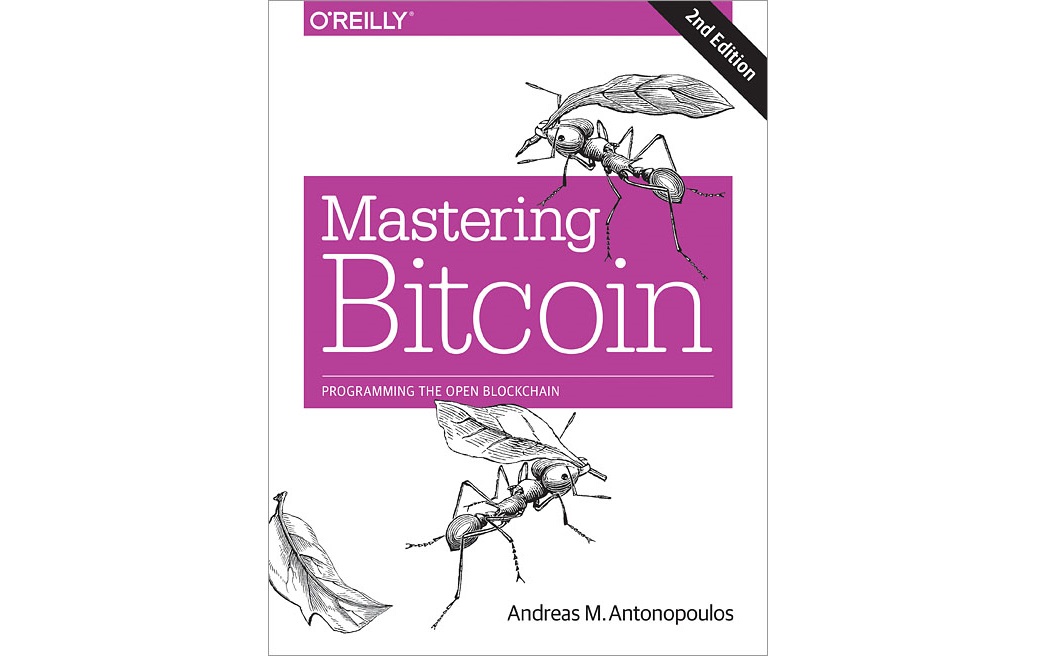 O'REILLY®
2nd Edition
Mastering
Bitcoin
PROGRAMMING THE OPEN BLOCKCHAIN
Andreas M. Antonopoulos